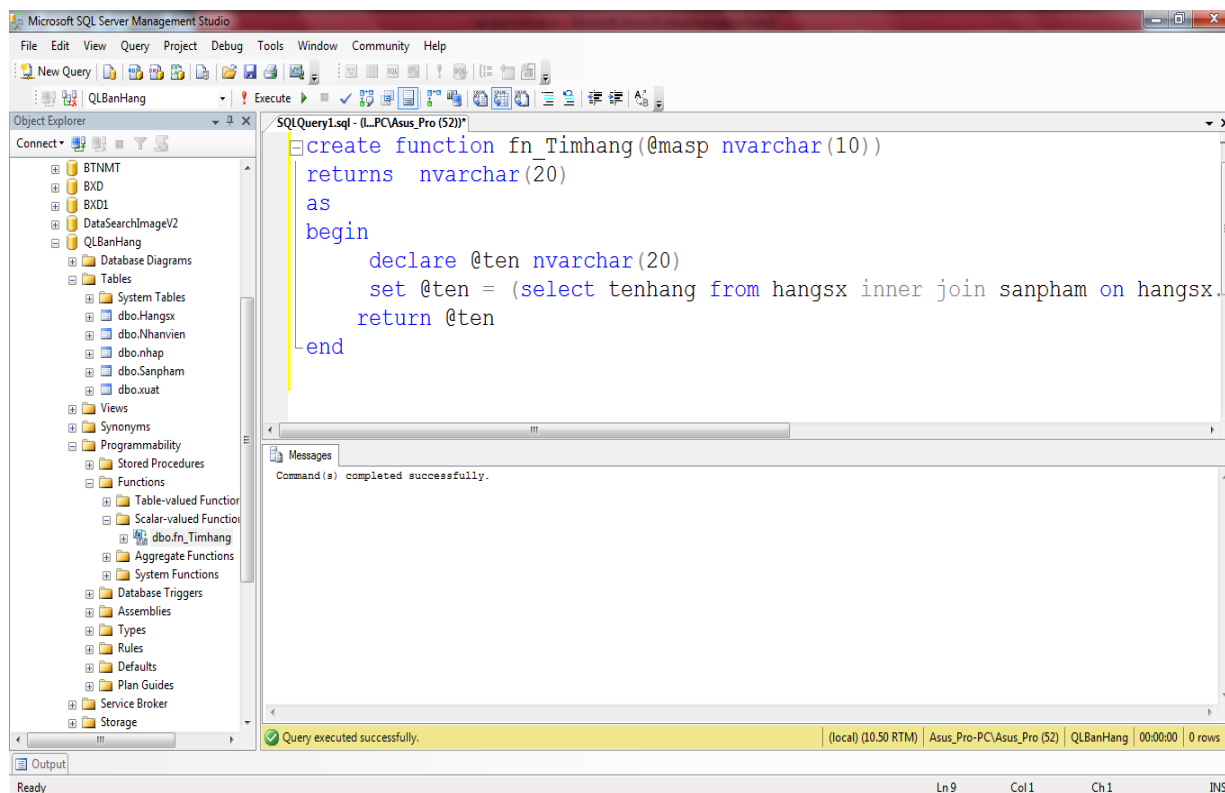 Microsoft SQL Server Management Studio
File Edit View Query Project Debug Tools Window Community Help
New Query
QLBanHang Execute
Object Explorer
Connect
BTNMT
BXD
BXD1
DataSearchImageV2
QLBanHang
Database Diagrams
Tables
System Tables
dbo.Hangsx
dbo.Nhanvien
dbo.nhap
dbo.Sanpham
dbo.xuat
Views
Synonyms
Programmability
Stored Procedures
Functions
Table-valued Function
Scalar-valued Function
dbo.fn_Timhang
Aggregate Functions
System Functions
Database Triggers
Assemblies
Types
Rules
Defaults
Plan Guides
Service Broker
Storage
SQLQuery1.sql - (l...PC\Asus_Pro (52))*
create function fn_Timhang(@masp nvarchar(10))
returns nvarchar(20)
as
begin
declare @ten nvarchar(20)
set @ten = (select tenhang from hangsx inner join sanpham on hangsx.
return @ten
end
Messages
Command(s) completed successfully.
Query executed successfully. (local) (10.50 RTM) Asus_Pro-PC\Asus_Pro (52) QLBanHang 00:00:00 0 rows
Output
Ready Ln 9 Col 1 Ch 1 INS